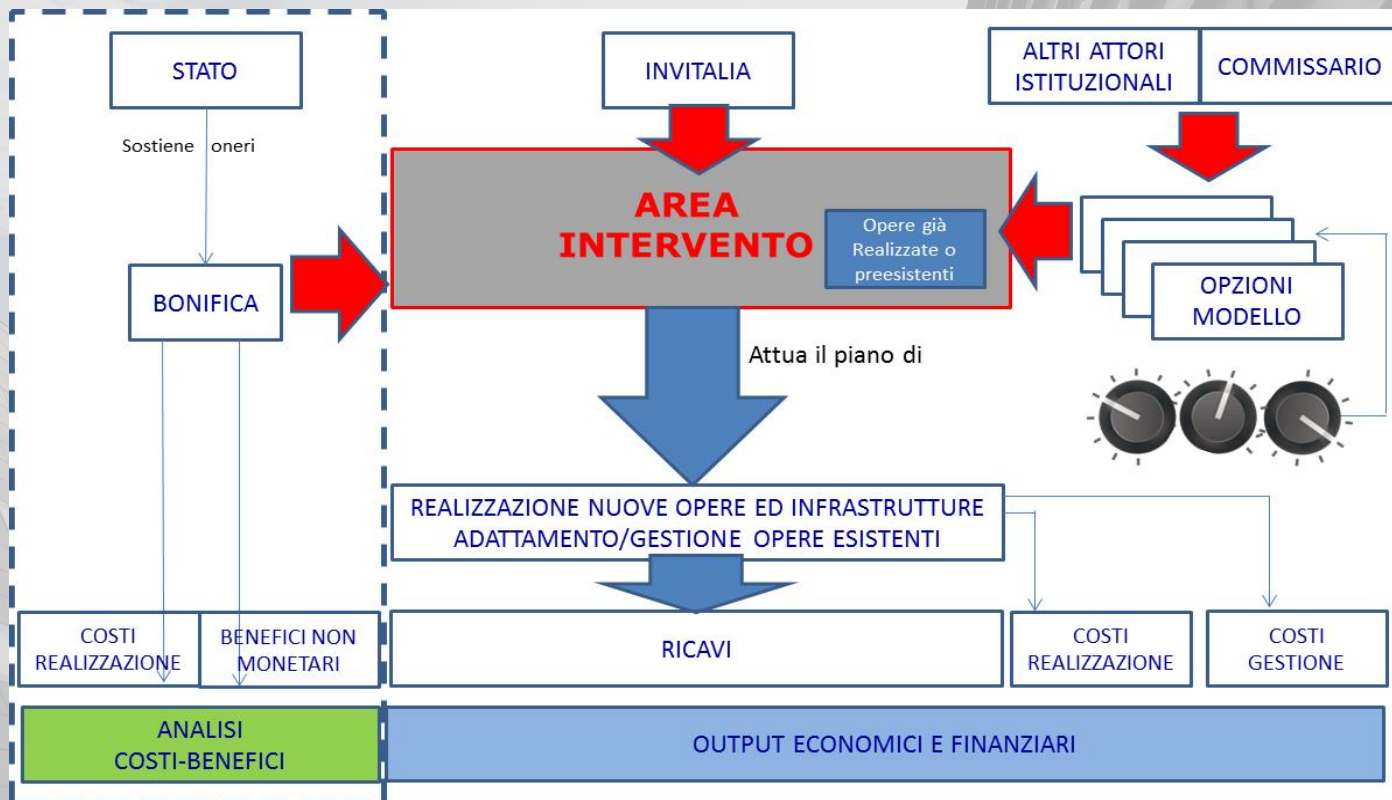 STATO
INVITALIA
ALTRI ATTORI
ISTITUZIONALI
COMMISSARIO
Sostiene oneri
AREA
INTERVENTO
Opere già
Realizzate o
preesistenti
BONIFICA
OPZIONI
MODELLO
Attua il piano di
REALIZZAZIONE NUOVE OPERE ED INFRASTRUTTURE
ADATTAMENTO/GESTIONE OPERE ESISTENTI
COSTI
REALIZZAZIONE
BENEFICI NON
MONETARI
RICAVI
COSTI
REALIZZAZIONE
COSTI
GESTIONE
ANALISI
COSTI-BENEFICI
OUTPUT ECONOMICI E FINANZIARI